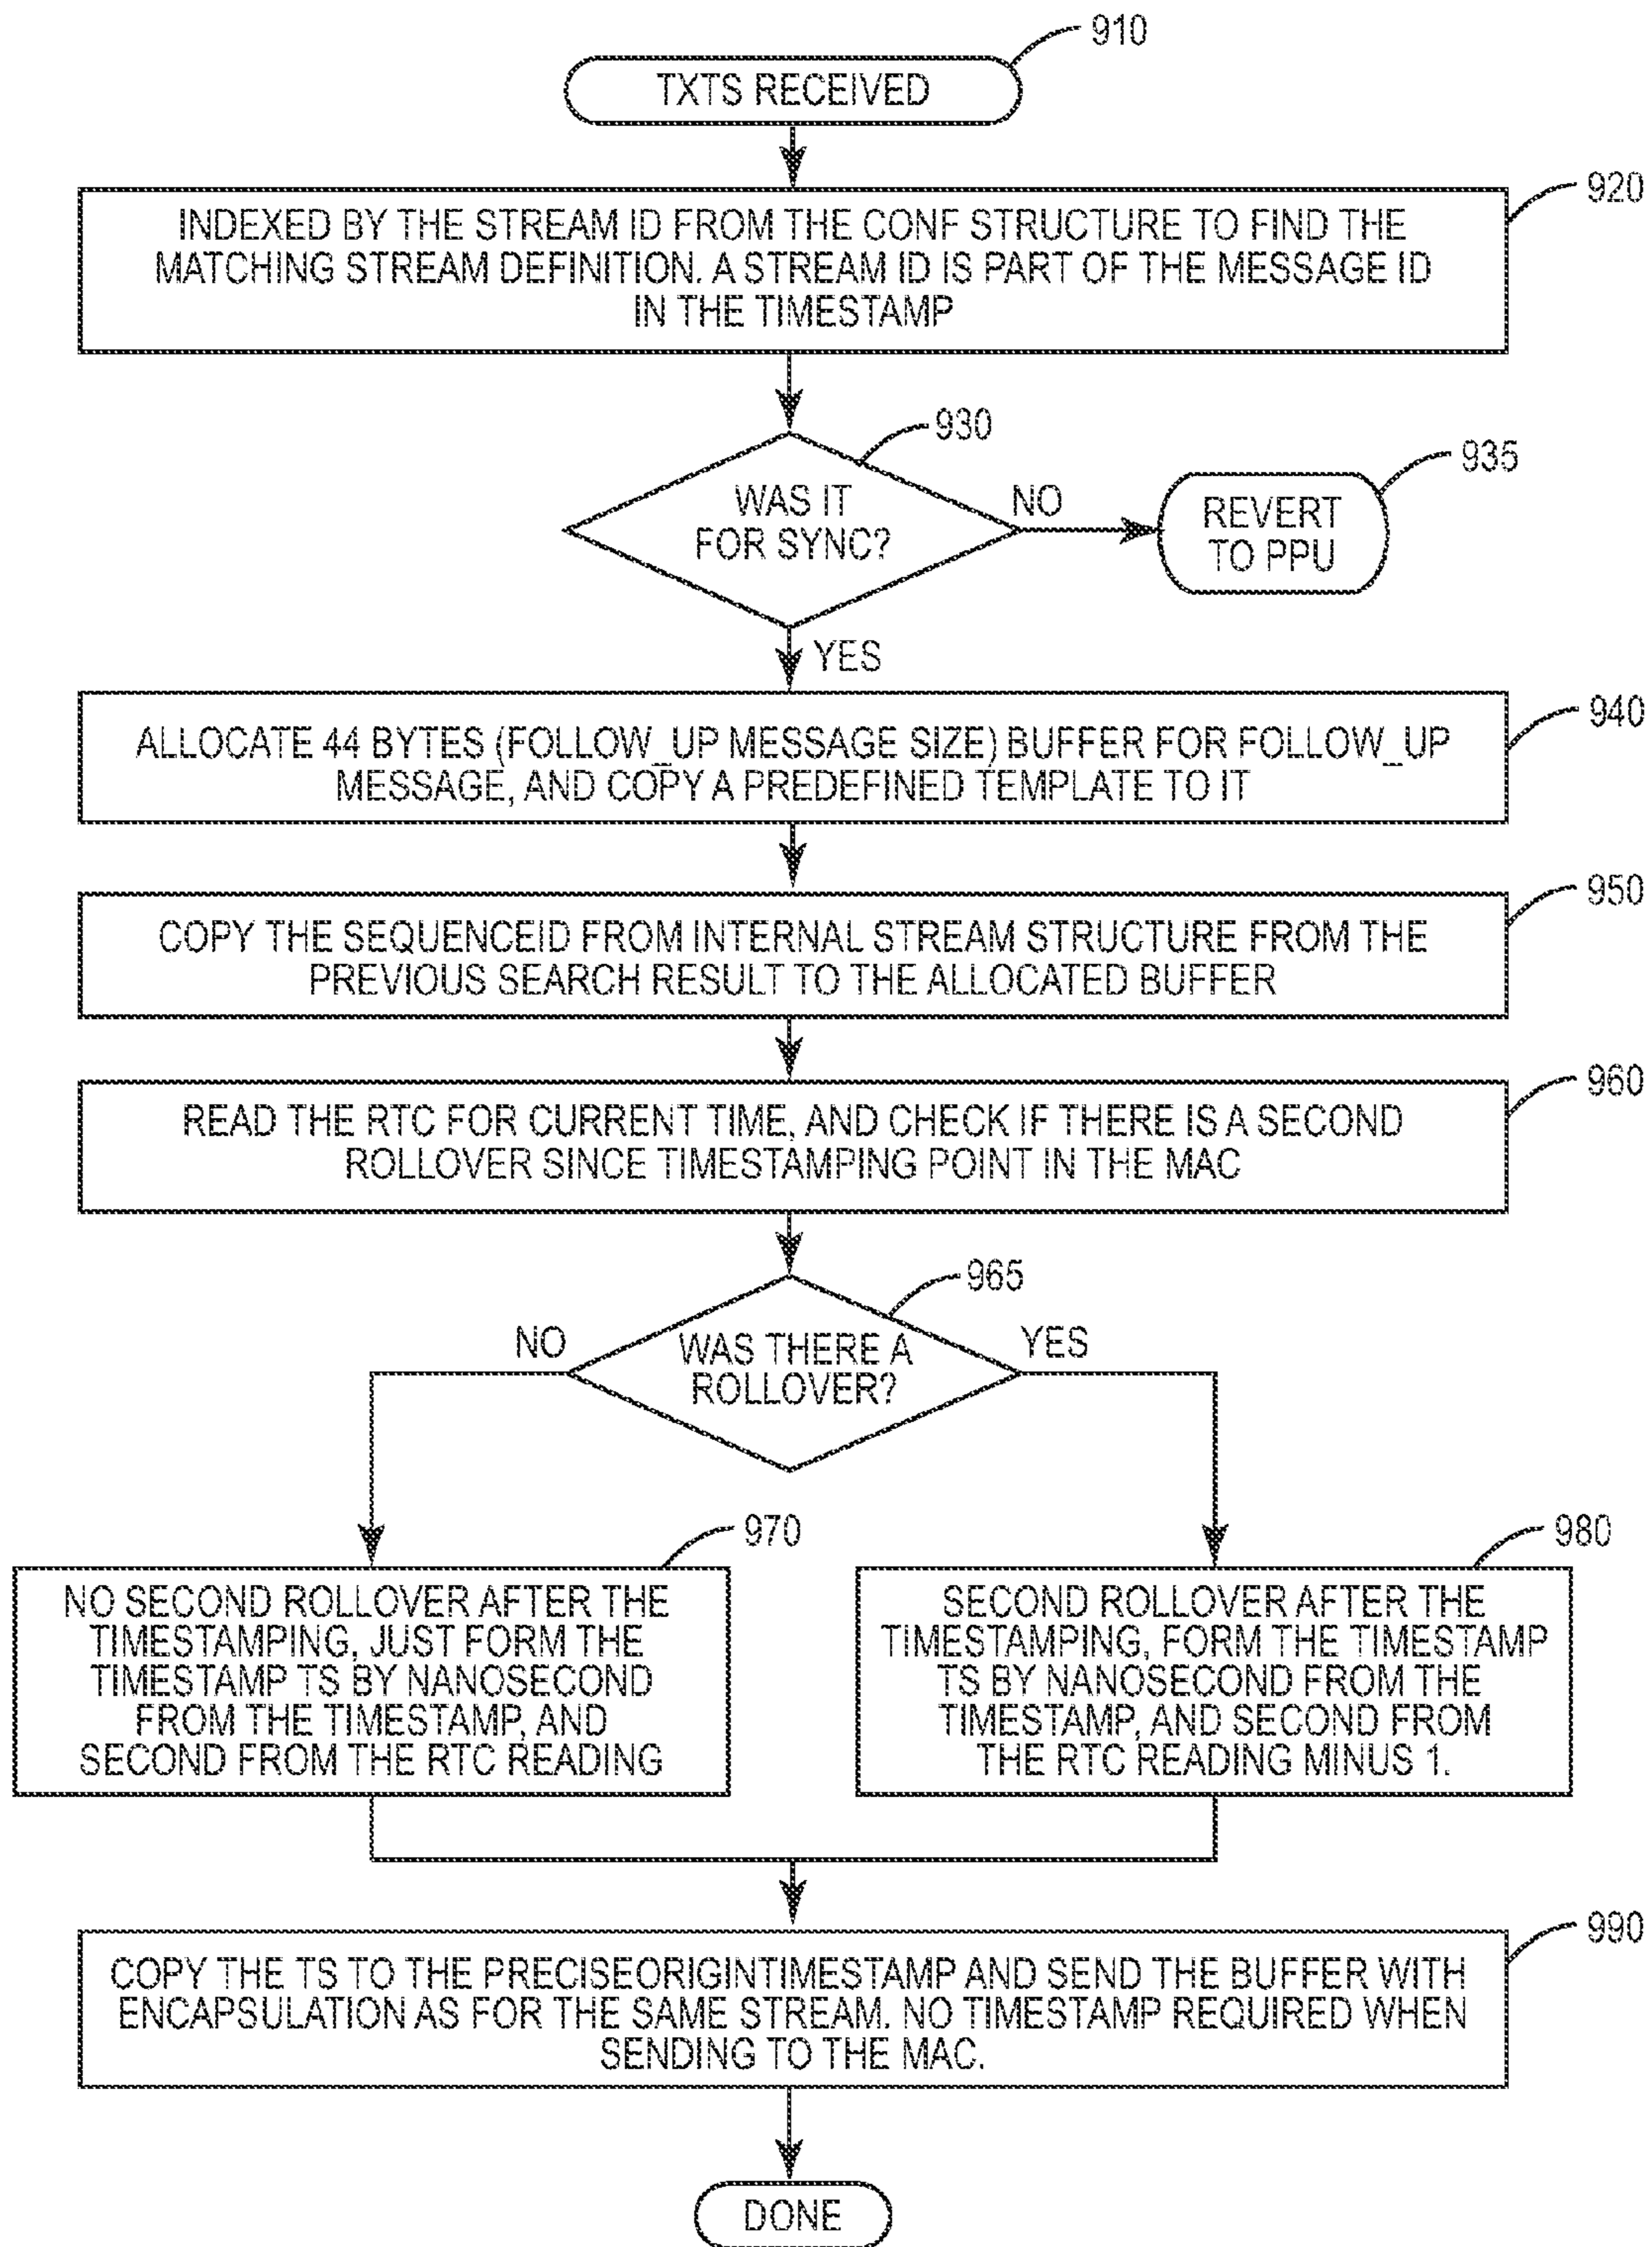 910
TXTS RECEIVED
920
INDEXED BY THE STREAM ID FROM THE CONF STRUCTURE TO FIND THE
MATCHING STREAM DEFINITION. A STREAM ID IS PART OF THE MESSAGE ID
IN THE TIMESTAMP
930
WAS IT
FOR SYNC?
NO
935
REVERT
TO PPU
YES
940
ALLOCATE 44 BYTES (FOLLOW_UP MESSAGE SIZE) BUFFER FOR FOLLOW_UP
MESSAGE, AND COPY A PREDEFINED TEMPLATE TO IT
950
COPY THE SEQUENCEID FROM INTERNAL STREAM STRUCTURE FROM THE
PREVIOUS SEARCH RESULT TO THE ALLOCATED BUFFER
960
READ THE RTC FOR CURRENT TIME, AND CHECK IF THERE IS A SECOND
ROLLOVER SINCE TIMESTAMPING POINT IN THE MAC
965
NO
WAS THERE A
ROLLOVER?
YES
970
NO SECOND ROLLOVER AFTER THE
TIMESTAMPING, JUST FORM THE
TIMESTAMP TS BY NANOSECOND
FROM THE TIMESTAMP, AND
SECOND FROM THE RTC READING
980
SECOND ROLLOVER AFTER THE
TIMESTAMPING, FORM THE TIMESTAMP
TS BY NANOSECOND FROM THE
TIMESTAMP, AND SECOND FROM
THE RTC READING MINUS 1.
990
COPY THE TS TO THE PRECISEORIGINTIMESTAMP AND SEND THE BUFFER WITH
ENCAPSULATION AS FOR THE SAME STREAM. NO TIMESTAMP REQUIRED WHEN
SENDING TO THE MAC.
DONE